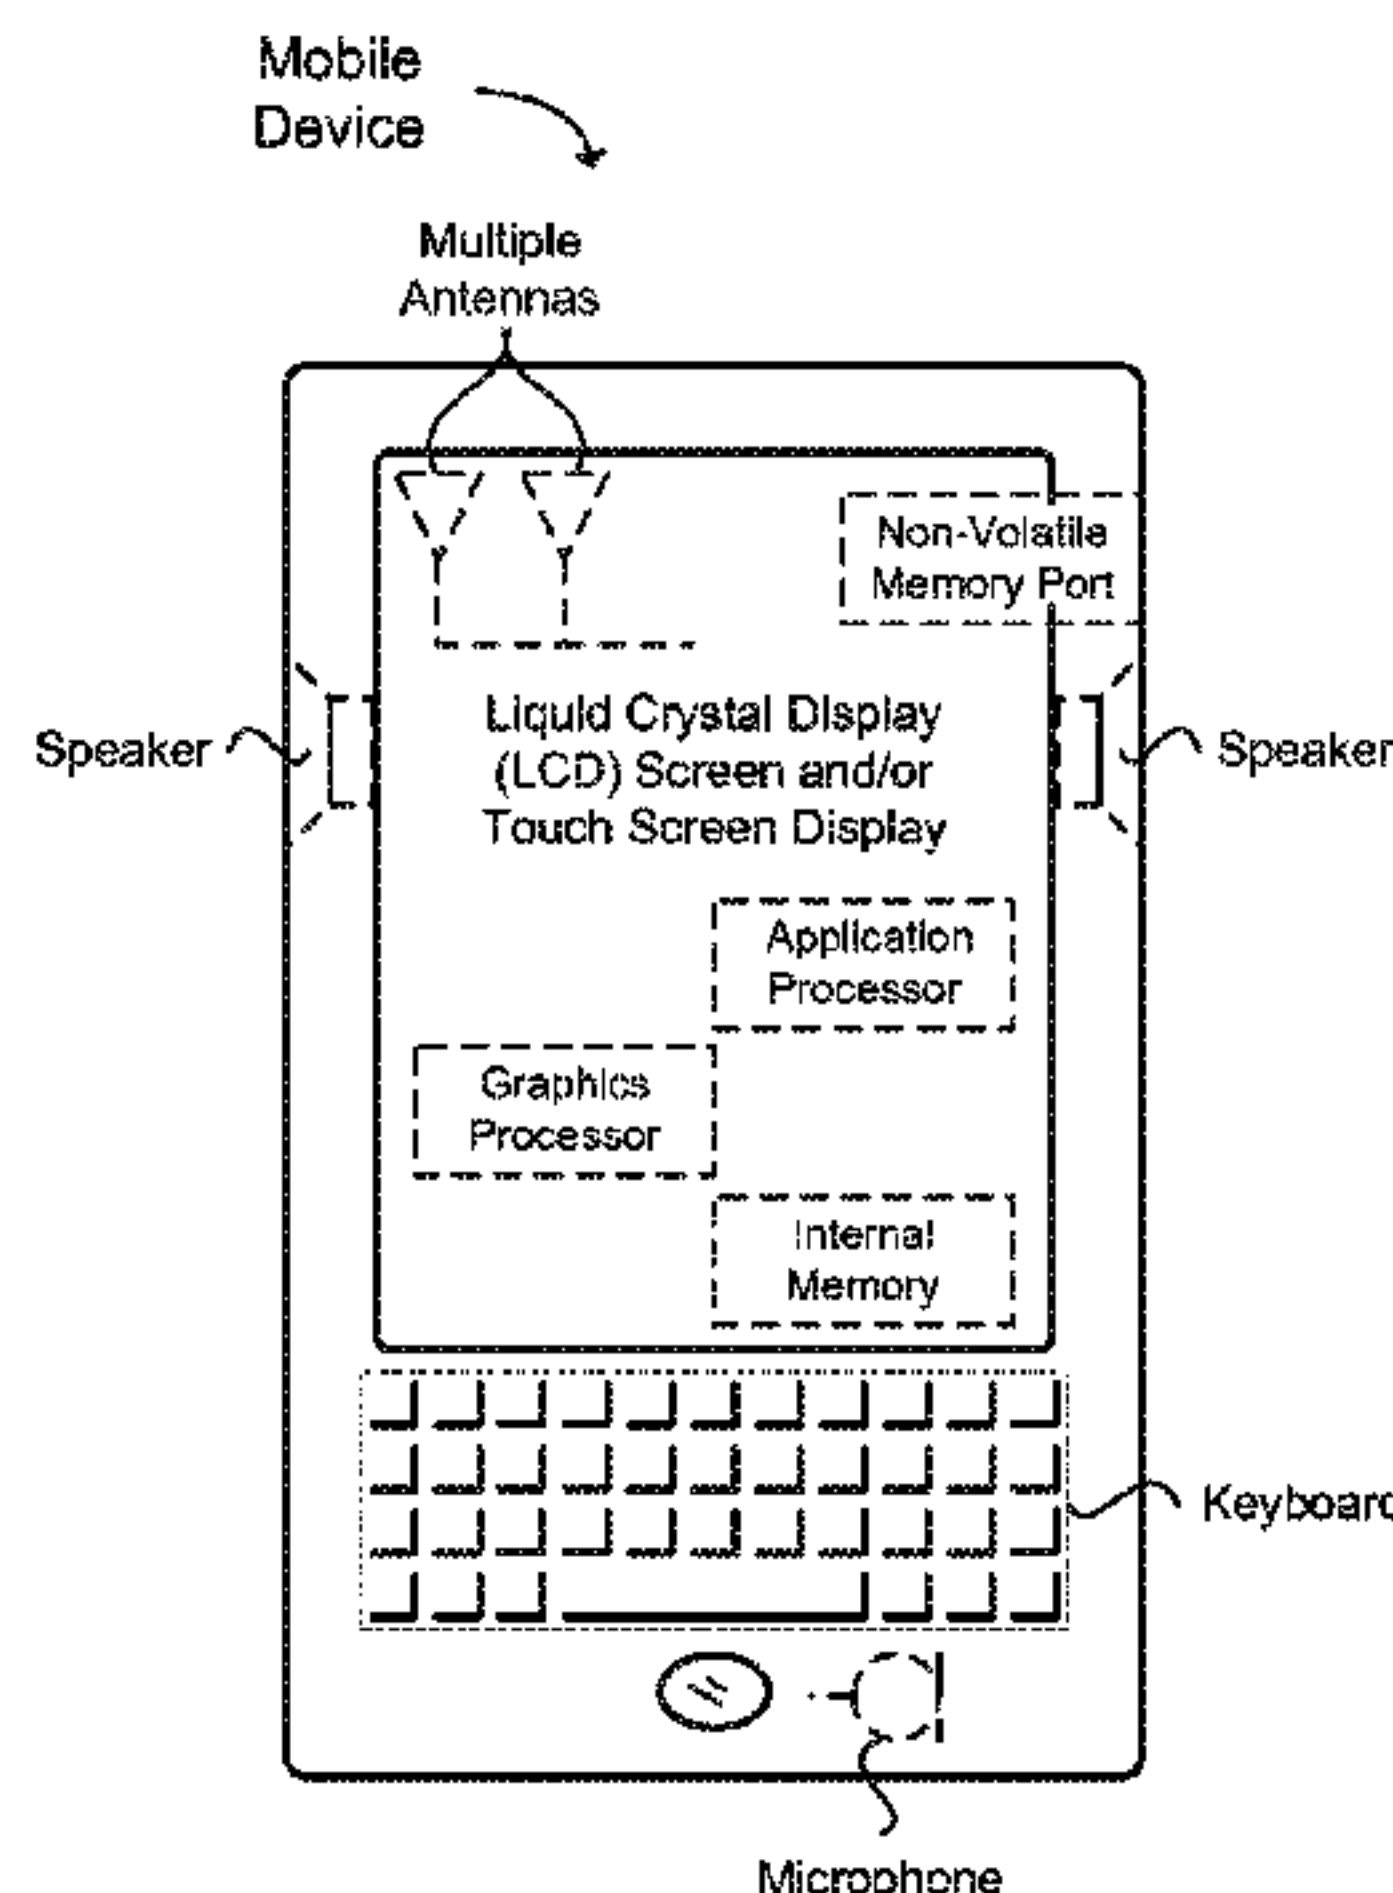 Mobile
Device
Multiple
Antennas
Non-Volatile
Memory Port
Liquid Crystal Display
(LCD) Screen and/or
Touch Screen Display
Speaker
Speaker
Application
Processor
Graphics
Processor
Internal
Memory
Keyboard
Microphone